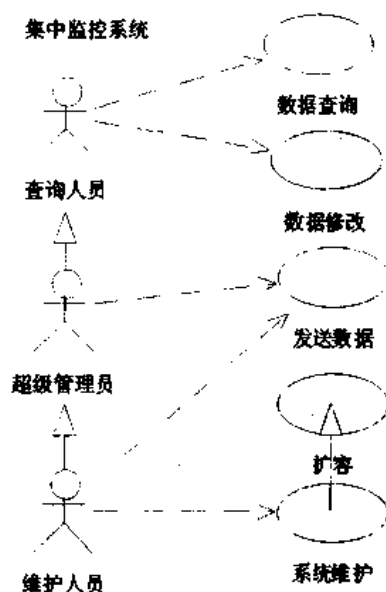 集中监控系统
数据查询
查询人员
数据修改
发送数据
超级管理员
扩容
维护人员
系统维护